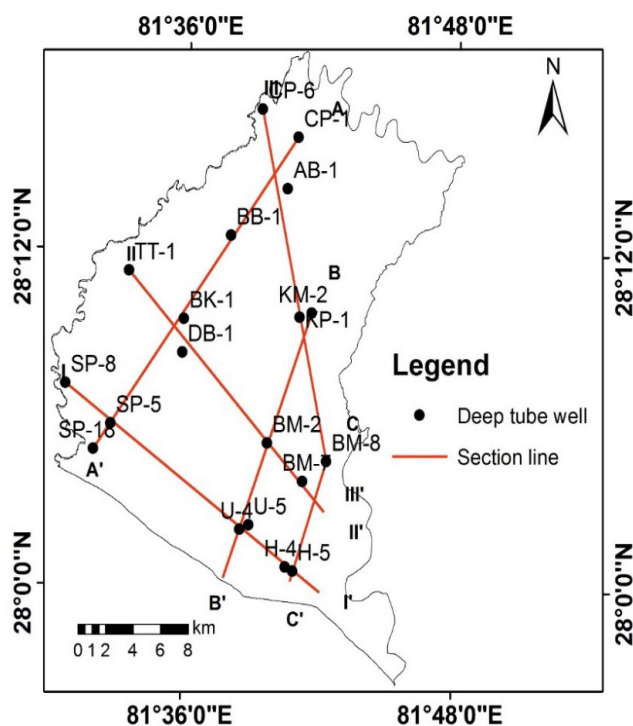 81°36'0"E 81°48'0"E
N
III CP-6
A
CP-1
AB-1
BB-1
28°12'0"N 28°12'0"N
II TT-1
B
BK-1
KM-2
KP-1
DB-1
Legend
I SP-8
Deep tube well
SP-5
C
SP-18
BM-2
BM-8
Section line
A'
BM-7
III'
U-4 U-5
II'
H-4 H-5
28°0'0"N 28°0'0"N
B'
I'
C'
km
0 1 2 4 6 8
81°36'0"E 81°48'0"E